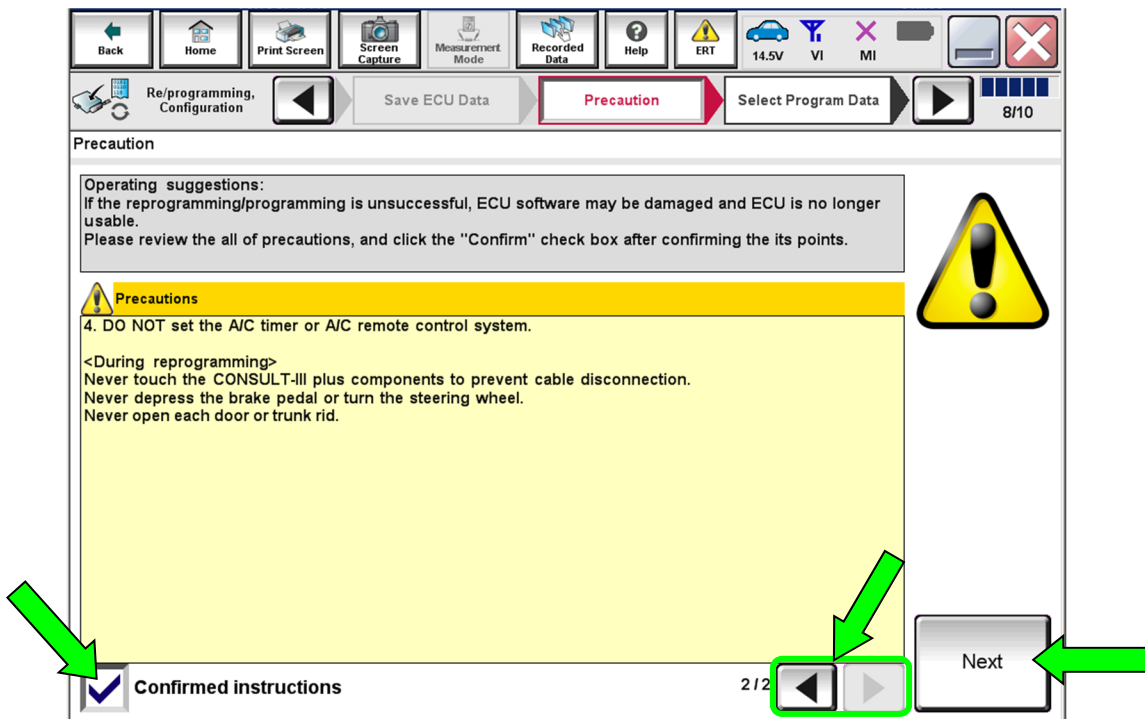 Back
Home
Print Screen
Screen
Capture
Measurement
Mode
Recorded
Data
Help
ERT
14.5V
VI
MI
Re/programming,
Configuration
Save ECU Data
Precaution
Select Program Data
8/10
Precaution
Operating suggestions:
If the reprogramming/programming is unsuccessful, ECU software may be damaged and ECU is no longer
usable.
Please review the all of precautions, and click the "Confirm" check box after confirming the its points.
Precautions
4. DO NOT set the A/C timer or A/C remote control system.
<During reprogramming>
Never touch the CONSULT-III plus components to prevent cable disconnection.
Never depress the brake pedal or turn the steering wheel.
Never open each door or trunk rid.
Confirmed instructions
2/2
Next